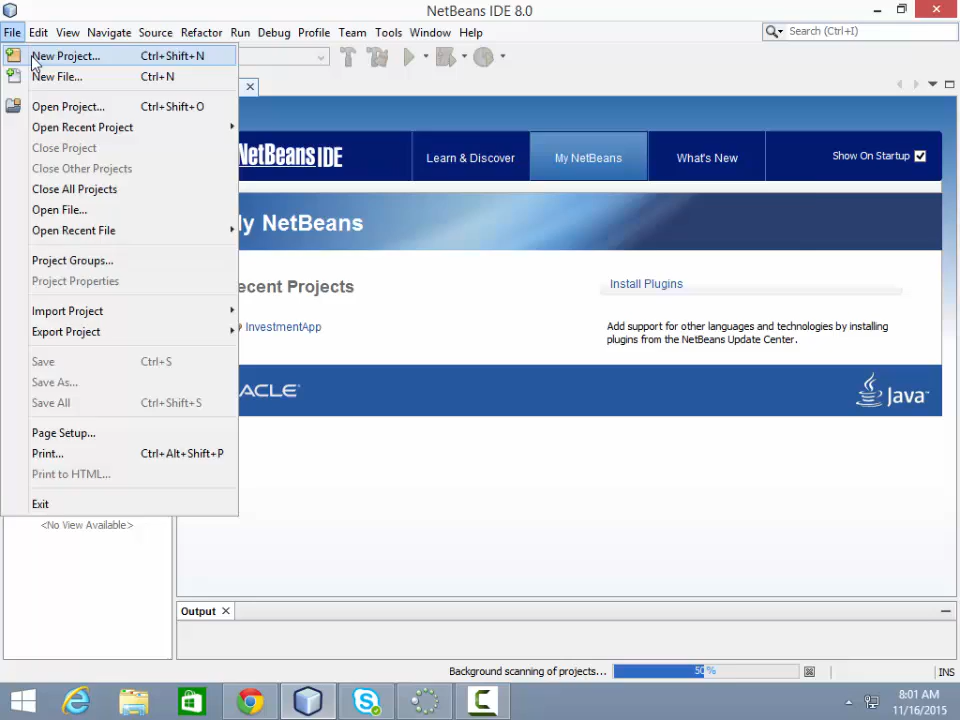 NetBeans IDE 8.0
File Edit View Navigate Source Refactor Run Debug Profile Team Tools Window Help
Search (Ctrl+I)
New Project... Ctrl+Shift+N
New File... Ctrl+N
Open Project... Ctrl+Shift+O
Open Recent Project
Close Project
Close Other Projects
Close All Projects
Open File...
Open Recent File
Project Groups...
Project Properties
Import Project
Export Project
Save Ctrl+S
Save As...
Save All Ctrl+Shift+S
Page Setup...
Print... Ctrl+Alt+Shift+P
Print to HTML...
Exit
<No View Available>
NetBeans IDE
Learn & Discover
My NetBeans
What's New
Show On Startup
ly NetBeans
ecent Projects
InvestmentApp
Install Plugins
Add support for other languages and technologies by installing
plugins from the NetBeans Update Center.
ACLE
Java
Output
Background scanning of projects... 50 %
INS
8:01 AM
11/16/2015